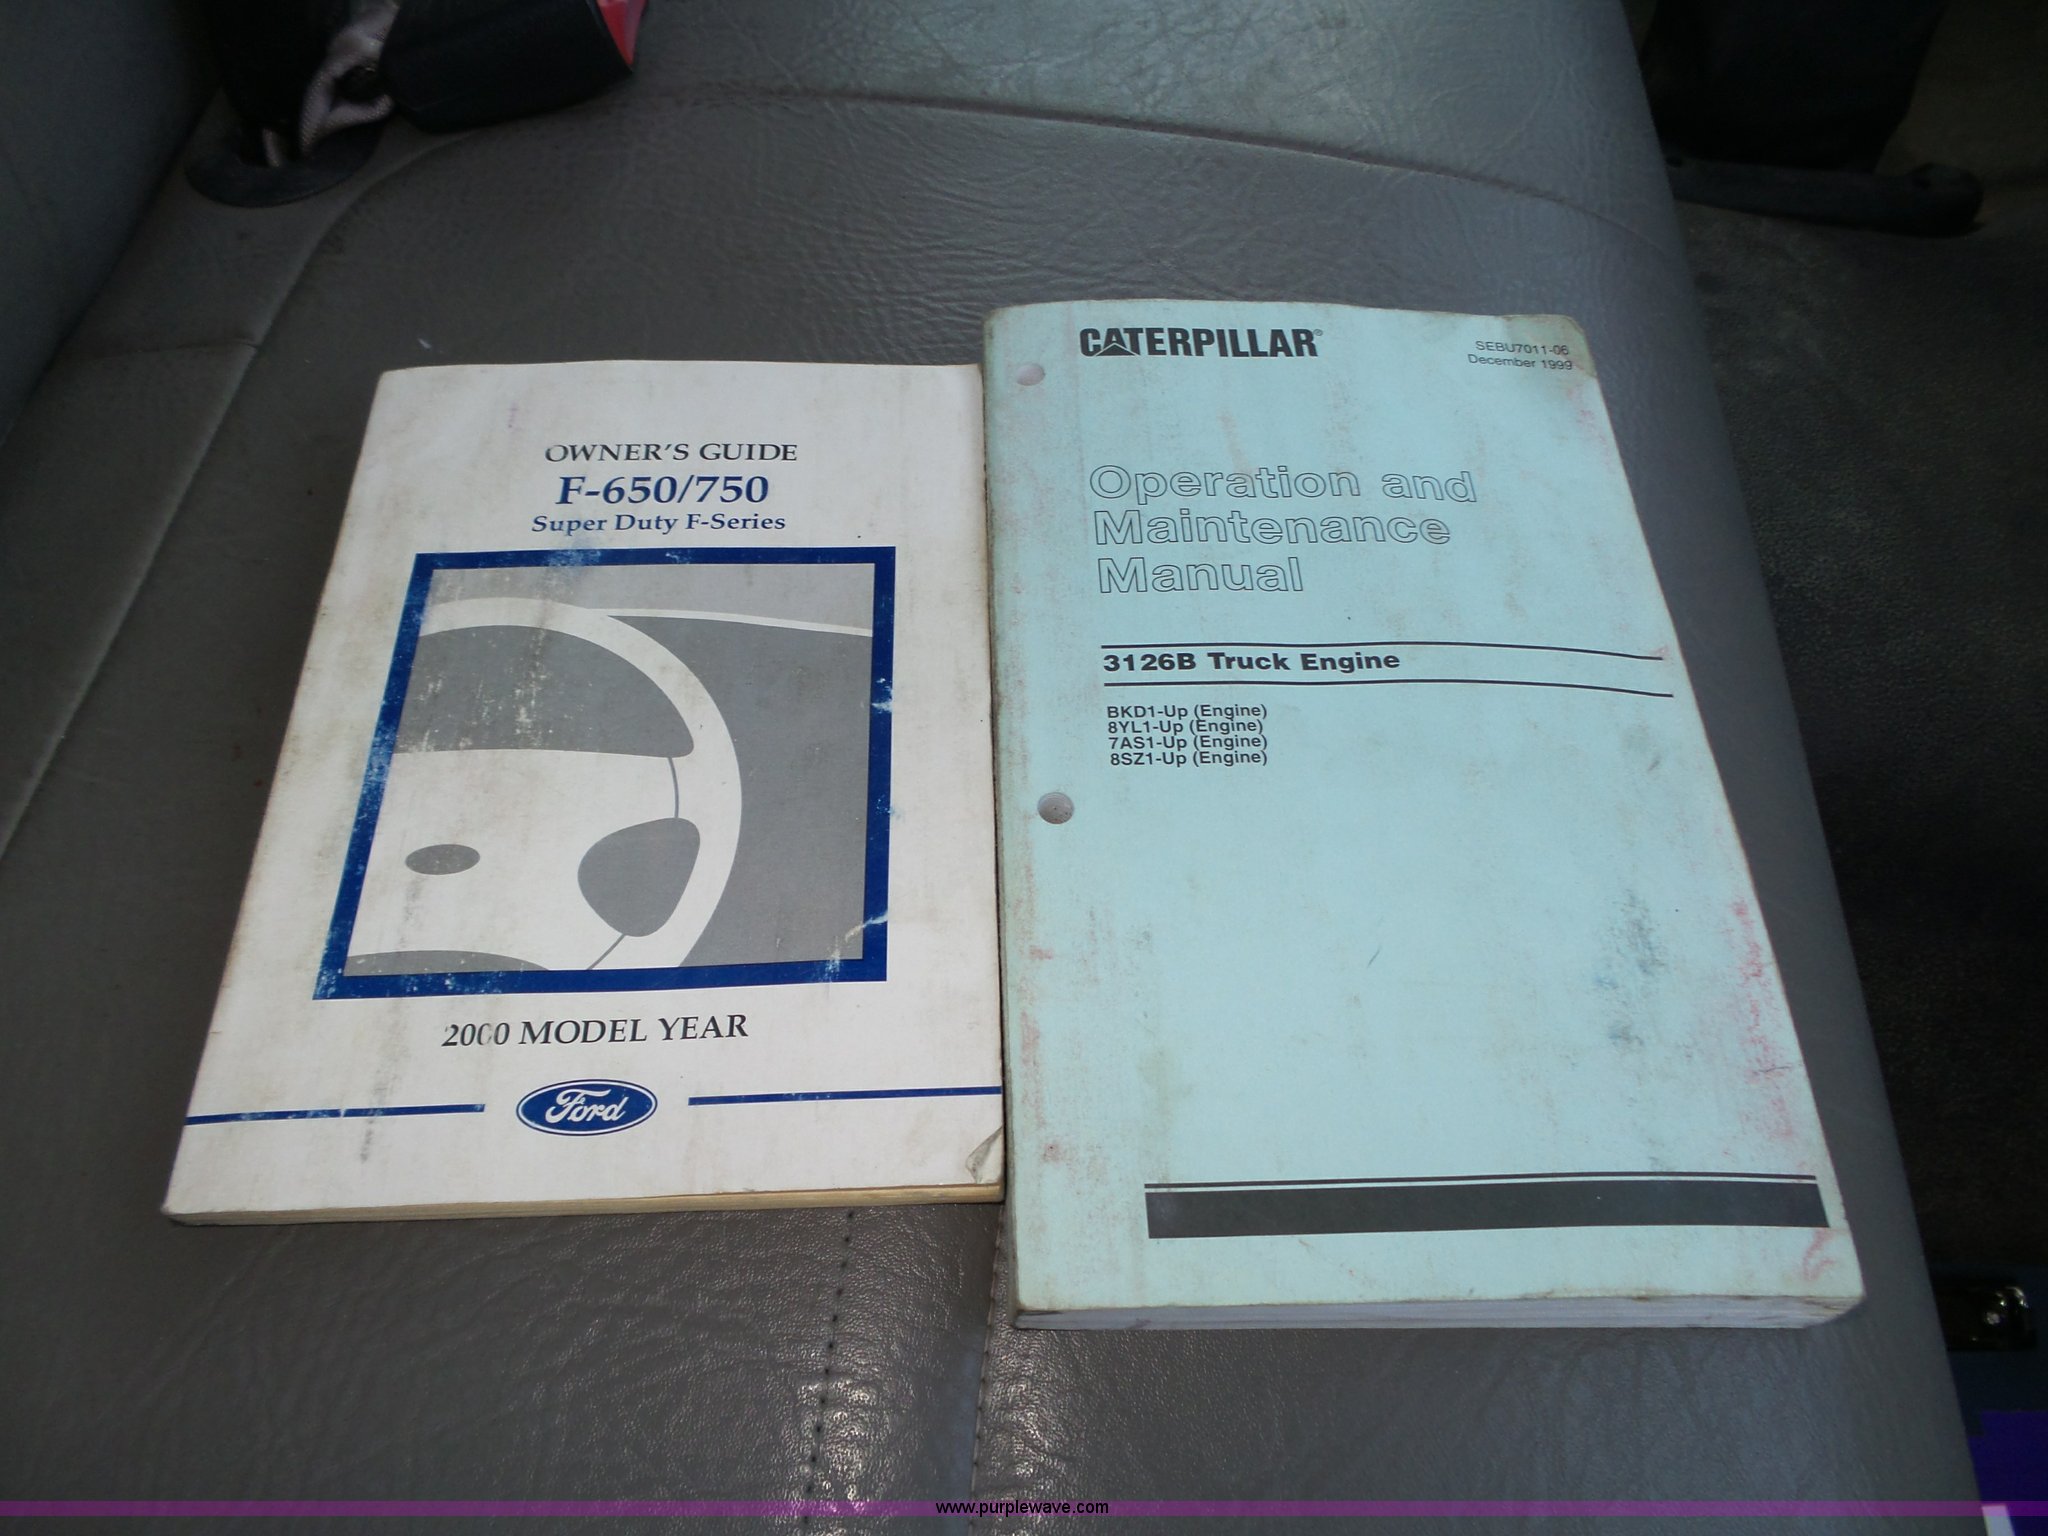 OWNER'S GUIDE
F-650/750
Super Duty F-Series
2000 MODEL YEAR
Ford
CATERPILLAR®
SEBU7011-06
December 1999
Operation and
Maintenance
Manual
3126B Truck Engine
BKD1-Up (Engine)
8YL1-Up (Engine)
7AS1-Up (Engine)
8SZ1-Up (Engine)
www.purplewave.com